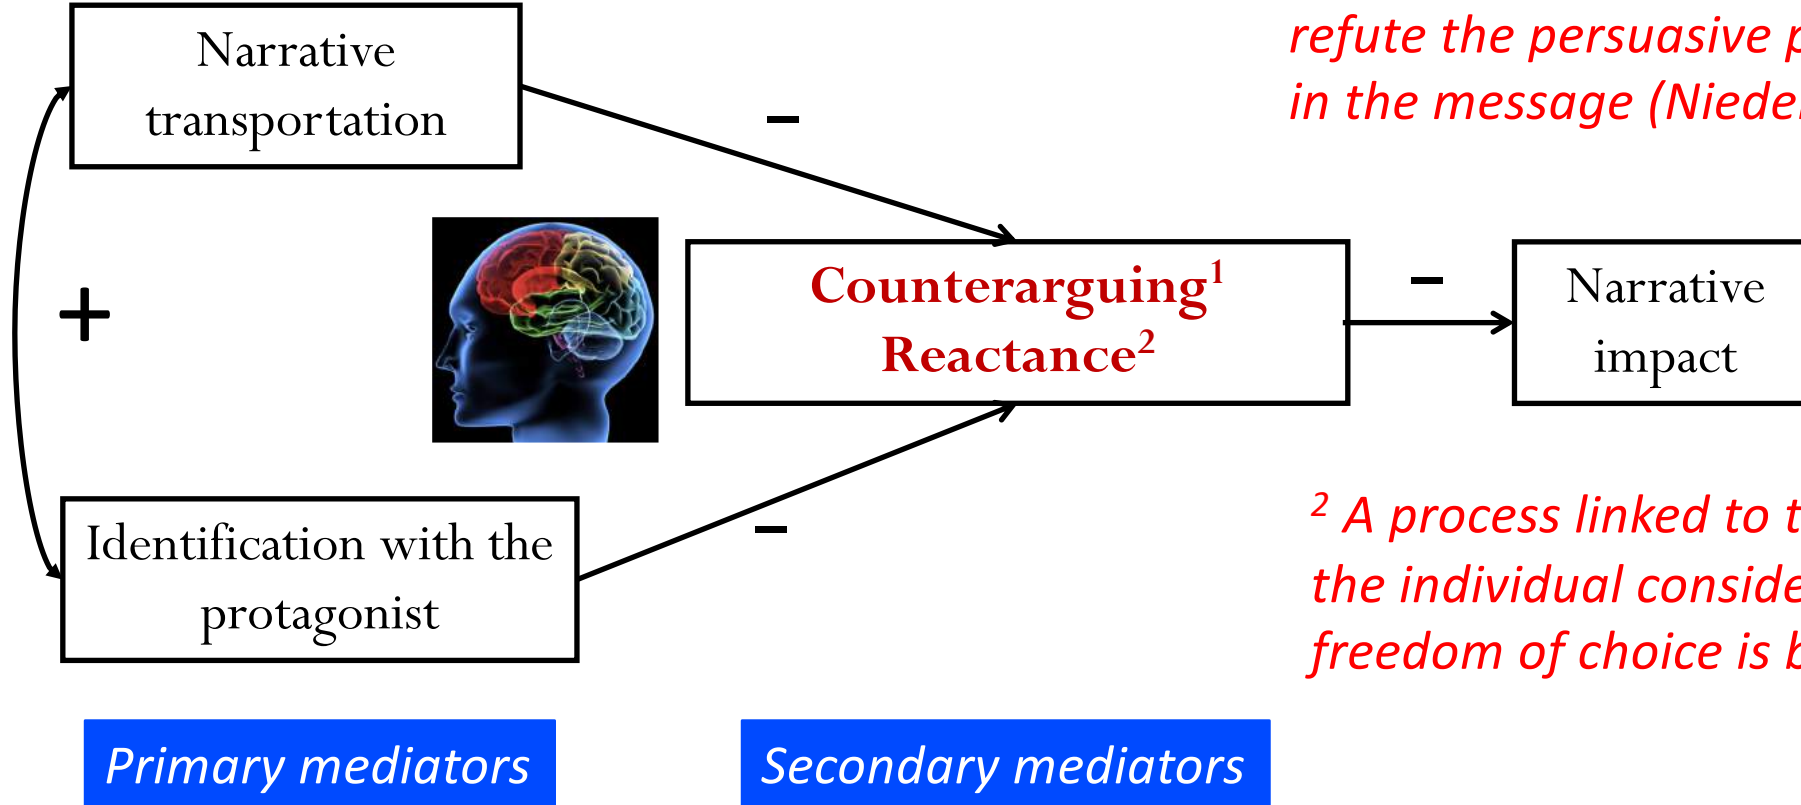 Narrative
transportation
refute the persuasive
in the message
+
–
–
–
Counterarguing¹
Reactance²
Narrative
impact
Identification with the
protagonist
² A process linked to
the individual
freedom of choice is
Primary mediators
Secondary mediators